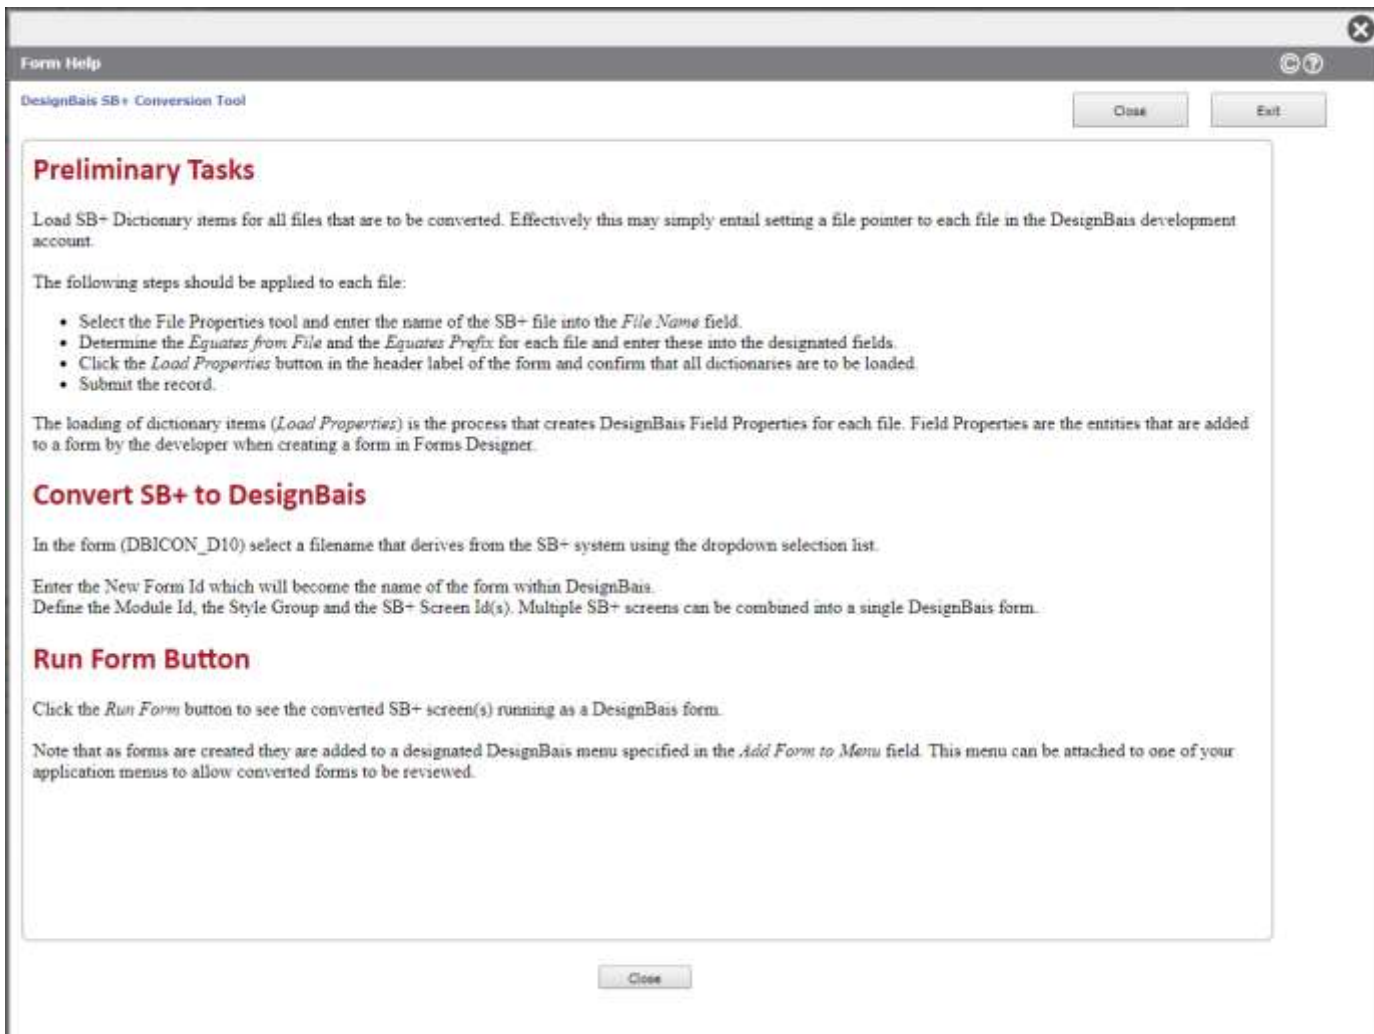 Form Help
DesignBais SB+ Conversion Tool
Close
Exit
Preliminary Tasks
Load SB+ Dictionary items for all files that are to be converted. Effectively this may simply entail setting a file pointer to each file in the DesignBais development
account.
The following steps should be applied to each file:
• Select the File Properties tool and enter the name of the SB+ file into the File Name field.
• Determine the Equates from File and the Equates Prefix for each file and enter these into the designated fields.
• Click the Load Properties button in the header label of the form and confirm that all dictionaries are to be loaded.
• Submit the record.
The loading of dictionary items (Load Properties) is the process that creates DesignBais Field Properties for each file. Field Properties are the entities that are added
to a form by the developer when creating a form in Forms Designer.
Convert SB+ to DesignBais
In the form (DBICON_D10) select a filename that derives from the SB+ system using the dropdown selection list.
Enter the New Form Id which will become the name of the form within DesignBais.
Define the Module Id, the Style Group and the SB+ Screen Id(s). Multiple SB+ screens can be combined into a single DesignBais form.
Run Form Button
Click the Run Form button to see the converted SB+ screen(s) running as a DesignBais form.
Note that as forms are created they are added to a designated DesignBais menu specified in the Add Form to Menu field. This menu can be attached to one of your
application menus to allow converted forms to be reviewed.
Close